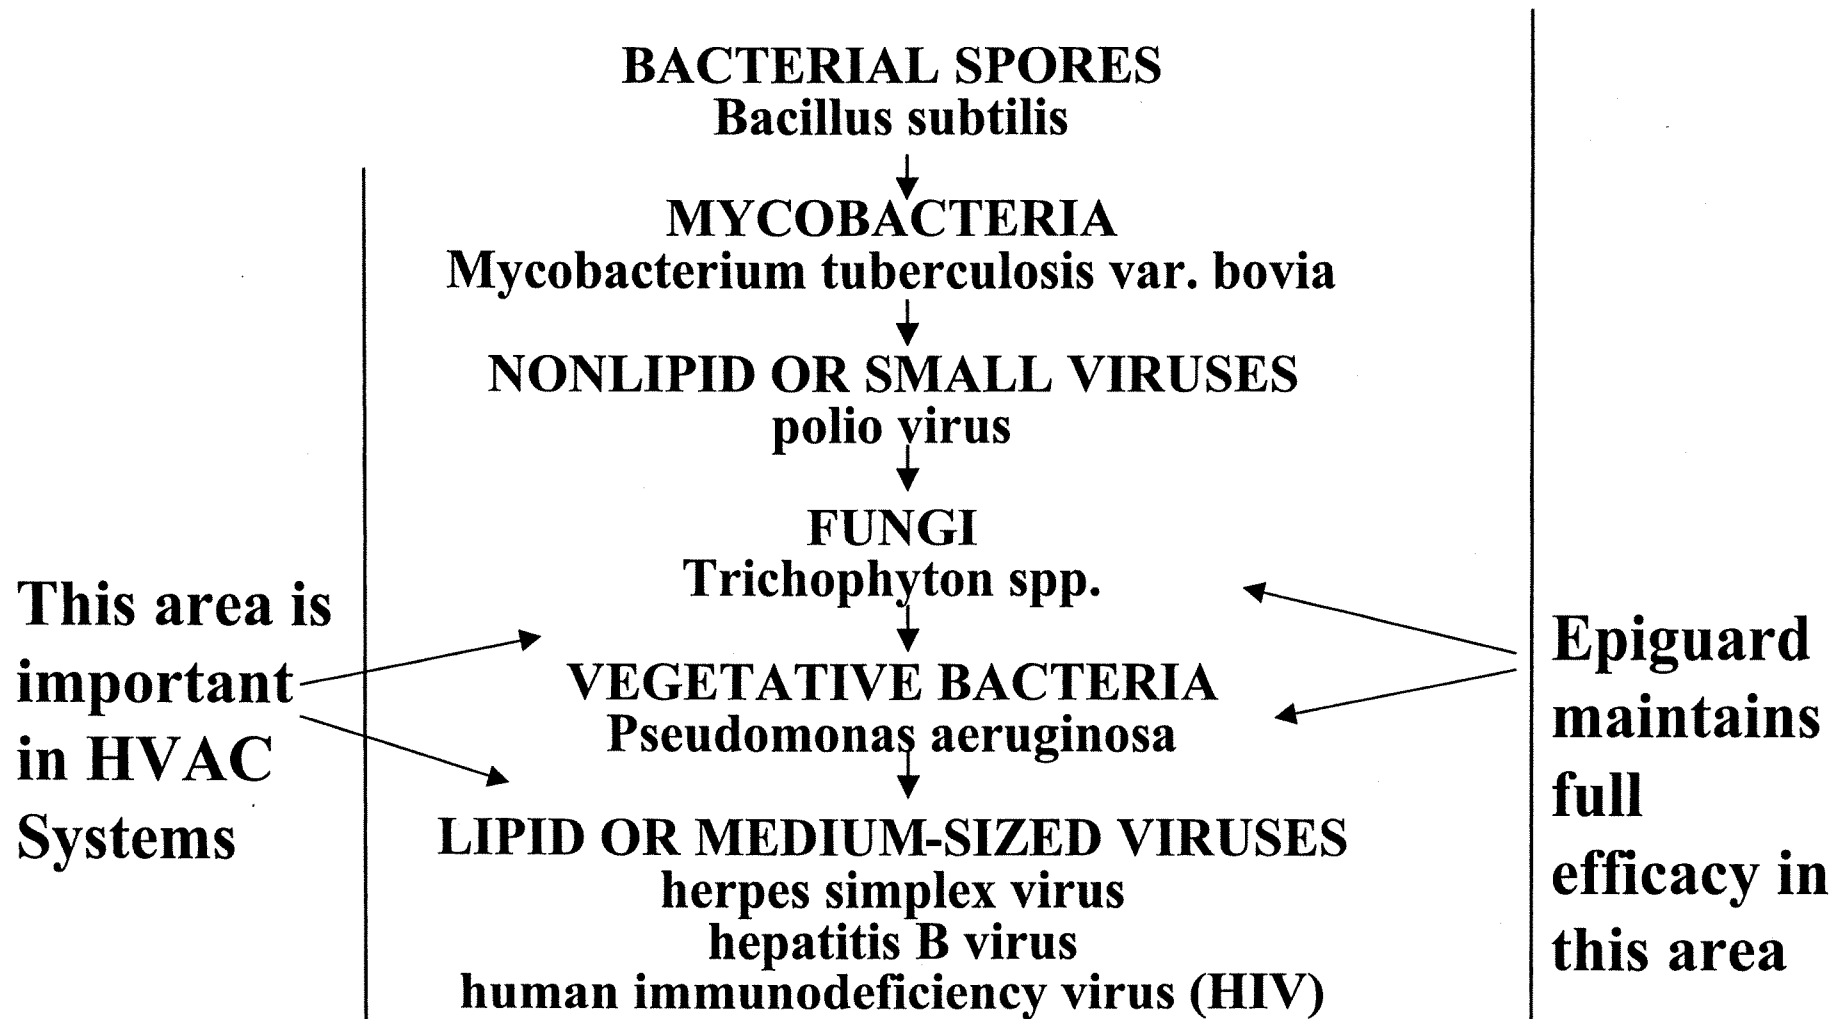 BACTERIAL SPORES
Bacillus subtilis
MYCOBACTERIA
Mycobacterium tuberculosis var. bovia
NONLIPID OR SMALL VIRUSES
polio virus
FUNGI
Trichophyton spp.
VEGETATIVE BACTERIA
Pseudomonas aeruginosa
LIPID OR MEDIUM-SIZED VIRUSES
herpes simplex virus
hepatitis B virus
human immunodeficiency virus (HIV)
This area is
important
in HVAC
Systems
Epiguard
maintains
full
efficacy in
this area